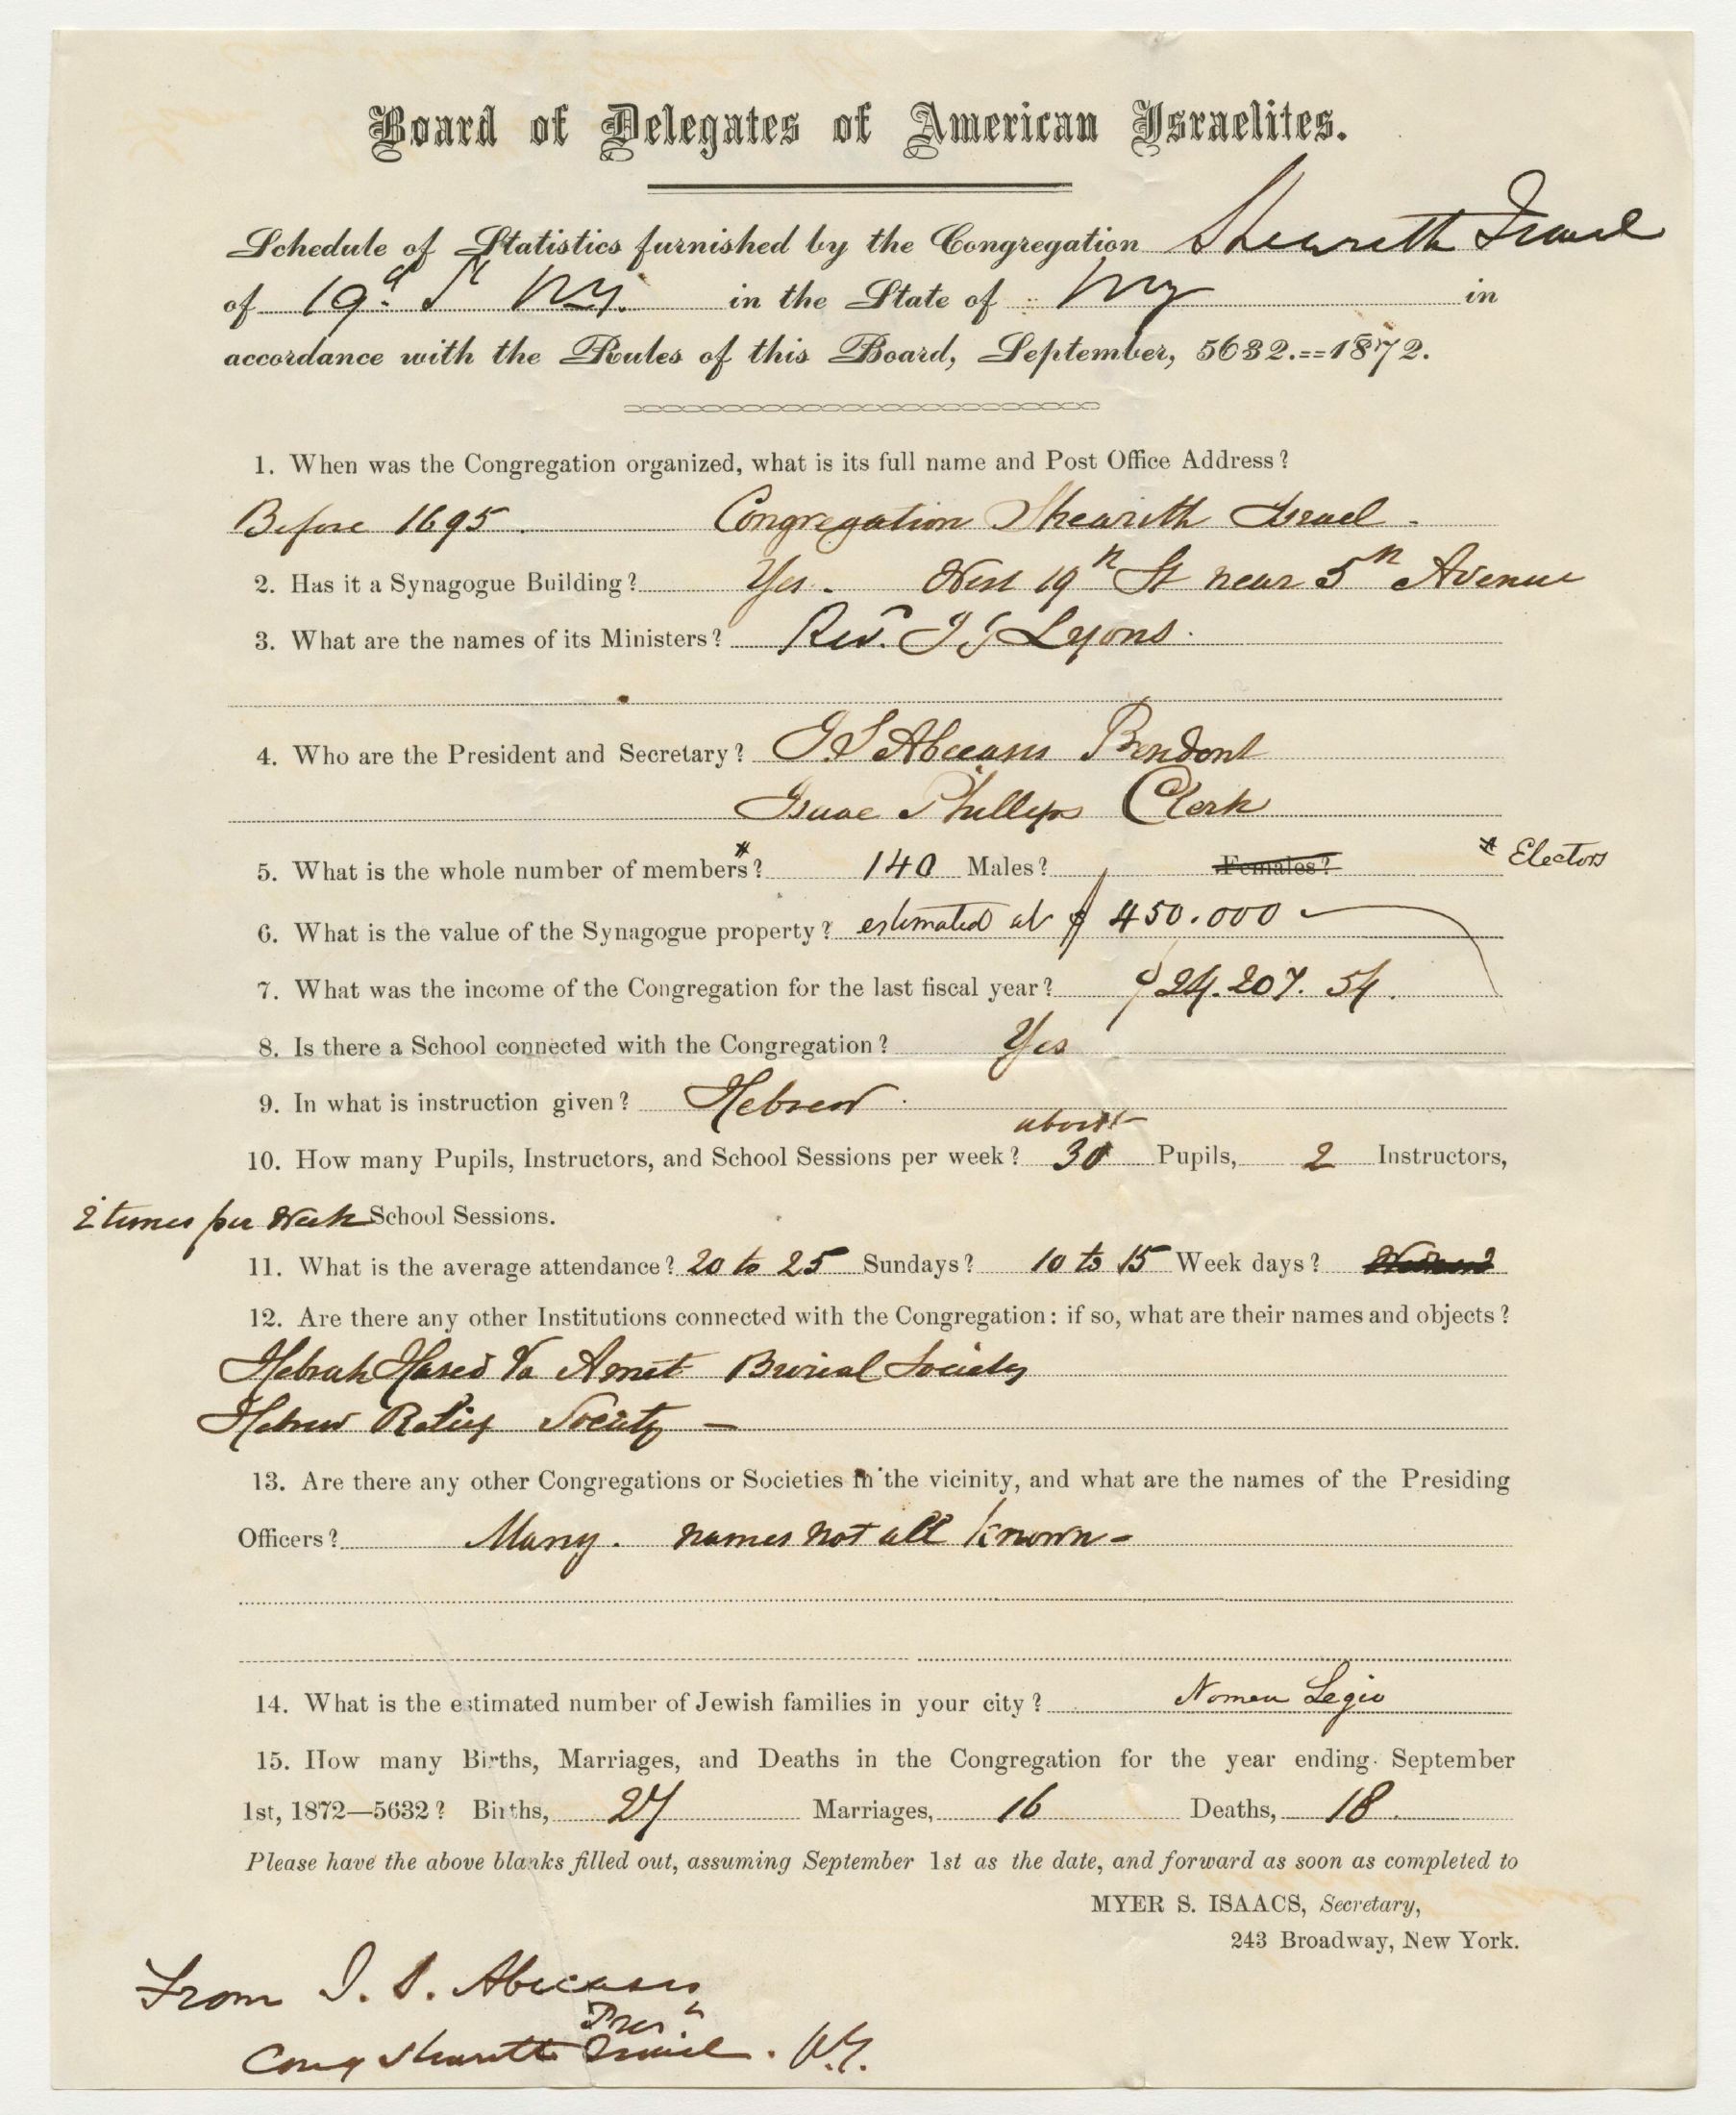 Board of Delegates of American Israelites.
Schedule of Statistics furnished by the Congregation Shearith Israel
of 19th St N.Y. in the State of NY in
accordance with the Rules of this Board, September, 5632.==1872.
1. When was the Congregation organized, what is its full name and Post Office Address?
Before 1695. Congregation Shearith Israel -
2. Has it a Synagogue Building? Yes. West 19th St near 5th Avenue
3. What are the names of its Ministers? Rev. J J Lyons.
4. Who are the President and Secretary? I S Abecasis President
Isaac Phillips Clerk
5. What is the whole number of members*? 140 Males? Females? * Electors
6. What is the value of the Synagogue property? estimated at $ 450.000
7. What was the income of the Congregation for the last fiscal year? $24.207.54.
8. Is there a School connected with the Congregation? Yes
9. In what is instruction given? Hebrew.
about
10. How many Pupils, Instructors, and School Sessions per week? 30 Pupils, 2 Instructors,
2 times per Week School Sessions.
11. What is the average attendance? 20 to 25 Sundays? 10 to 15 Week days?
12. Are there any other Institutions connected with the Congregation: if so, what are their names and objects?
Hebrah Hased Va Amet Burial Society
Hebrew Relief Society —
13. Are there any other Congregations or Societies in the vicinity, and what are the names of the Presiding
Officers? Many. names not all known -
14. What is the estimated number of Jewish families in your city? Nomen Legio
15. How many Births, Marriages, and Deaths in the Congregation for the year ending September
1st, 1872—5632? Births, 27 Marriages, 16 Deaths, 18.
Please have the above blanks filled out, assuming September 1st as the date, and forward as soon as completed to
MYER S. ISAACS, Secretary,
243 Broadway, New York.
From I. S. Abecasis
Pres.
Cong Shearith Israel. N.Y.